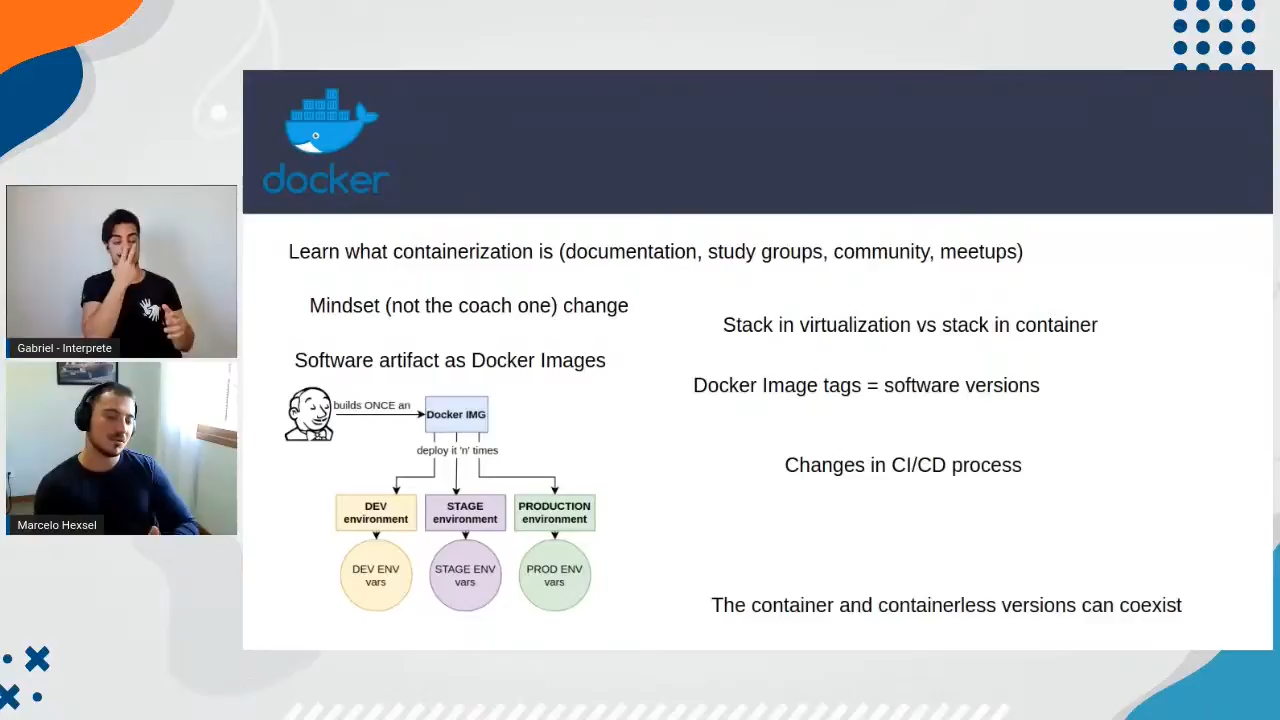 docker
Learn what containerization is (documentation, study groups, community, meetups)
Mindset (not the coach one) change
Stack in virtualization vs stack in container
Software artifact as Docker Images
Docker Image tags = software versions
builds ONCE an
Docker IMG
deploy it 'n' times
Changes in CI/CD process
DEV
environment
STAGE
environment
PRODUCTION
environment
DEV ENV
vars
STAGE ENV
vars
PROD ENV
vars
The container and containerless versions can coexist
Gabriel - Interprete
Marcelo Hexsel